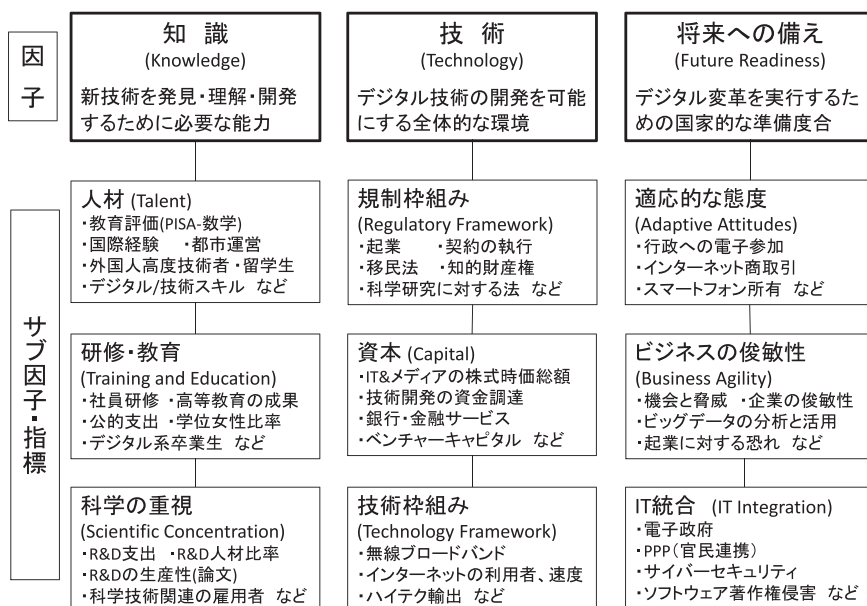 因子
知識
(Knowledge)
新技術を発見・理解・開発
するために必要な能力
技術
(Technology)
デジタル技術の開発を可能
にする全体的な環境
将来への備え
(Future Readiness)
デジタル変革を実行するた
めの国家的な準備度合
サブ因子・指標
人材 (Talent)
・教育評価(PISA-数学)
・国際経験 ・都市運営
・外国人高度技術者・留学生
・デジタル/技術スキル など
規制枠組み
(Regulatory Framework)
・起業 ・契約の執行
・移民法 ・知的財産権
・科学研究に対する法 など
適応的な態度
(Adaptive Attitudes)
・行政への電子参加
・インターネット商取引
・スマートフォン所有 など
研修・教育
(Training and Education)
・社員研修 ・高等教育の成果
・公的支出 ・学位女性比率
・デジタル系卒業生 など
資本 (Capital)
・IT&メディアの株式時価総額
・技術開発の資金調達
・銀行・金融サービス
・ベンチャーキャピタル など
ビジネスの俊敏性
(Business Agility)
・機会と脅威 ・企業の俊敏性
・ビッグデータの分析と活用
・起業に対する恐れ など
科学の重視
(Scientific Concentration)
・R&D支出 ・R&D人材比率
・R&Dの生産性(論文)
・科学技術関連の雇用者 など
技術枠組み
(Technology Framework)
・無線ブロードバンド
・インターネットの利用者、速度
・ハイテク輸出 など
IT統合 (IT Integration)
・電子政府
・PPP(官民連携)
・サイバーセキュリティ
・ソフトウェア著作権侵害 など